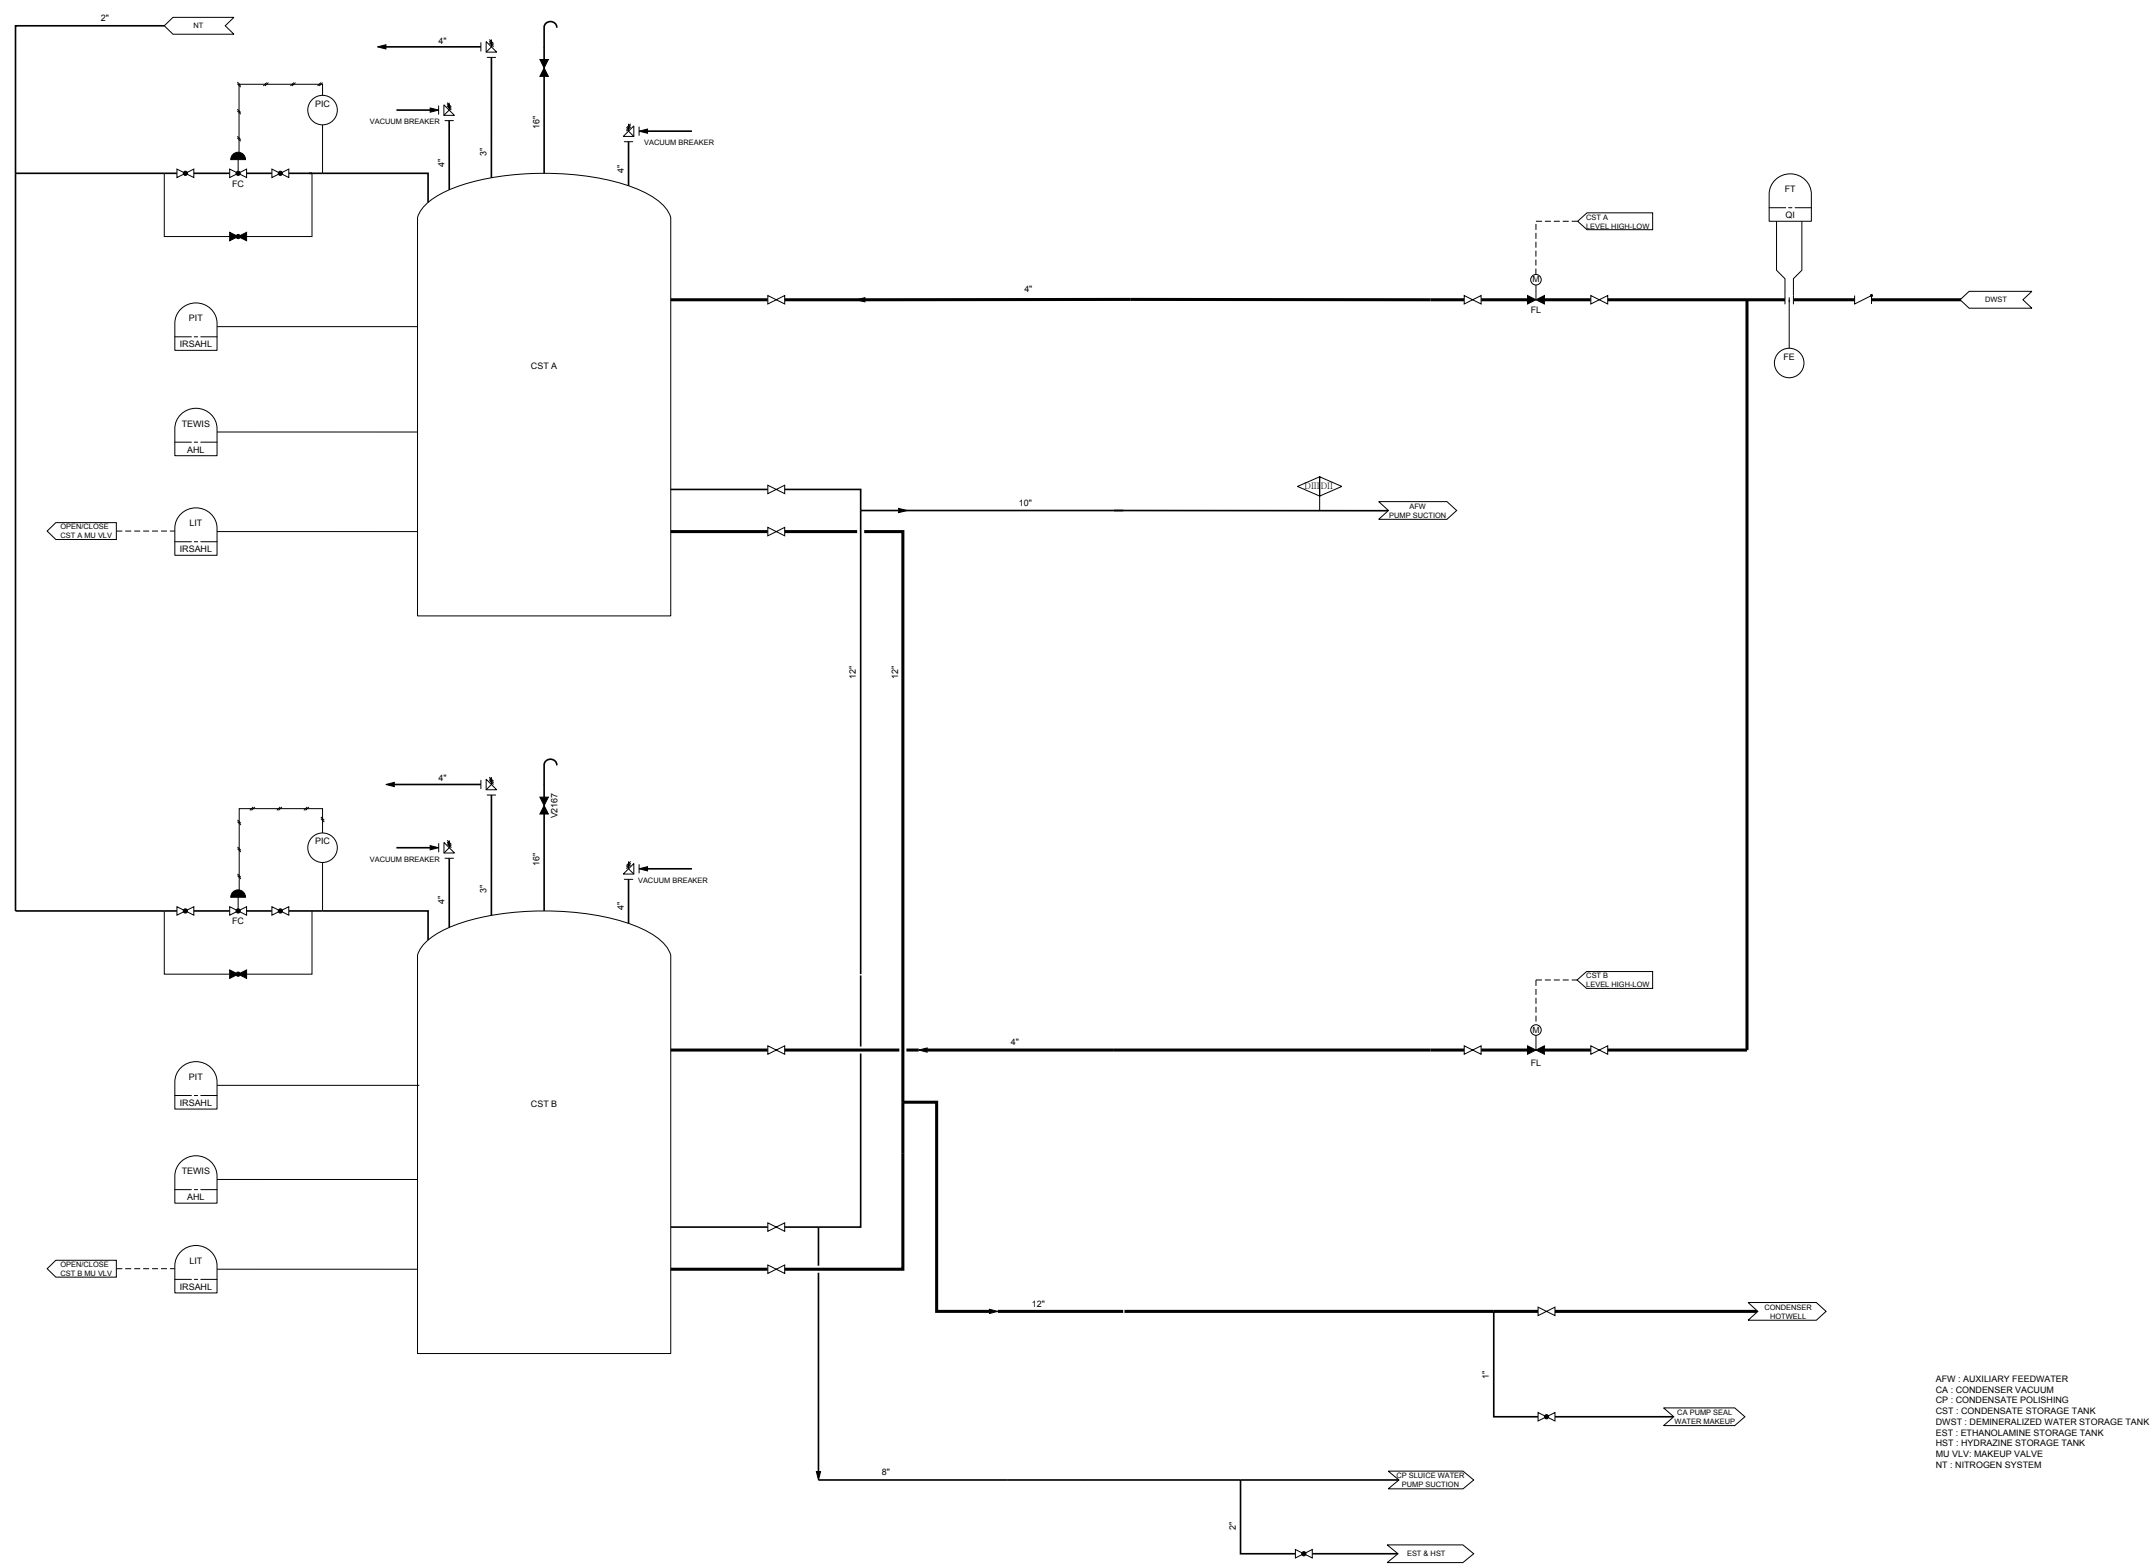 2"
NT
4"
VACUUM BREAKER
4"
3"
16"
VACUUM BREAKER
4"
PIC
FC
CST A
LEVEL HIGH-LOW
M
FL
FT
QI
FE
DWST
4"
PIT
IRSAHL
CST A
TEWIS
AHL
OPEN/CLOSE
CST A MU VLV
LIT
IRSAHL
10"
AFW
PUMP SUCTION
12"
12"
4"
VACUUM BREAKER
4"
3"
16"
V2167
VACUUM BREAKER
4"
PIC
FC
CST B
LEVEL HIGH-LOW
M
FL
4"
PIT
IRSAHL
CST B
TEWIS
AHL
OPEN/CLOSE
CST B MU VLV
LIT
IRSAHL
12"
CONDENSER
HOTWELL
1"
CA PUMP SEAL
WATER MAKEUP
8"
CP SLUICE WATER
PUMP SUCTION
2"
EST & HST
AFW : AUXILIARY FEEDWATER
CA : CONDENSER VACUUM
CP : CONDENSATE POLISHING
CST : CONDENSATE STORAGE TANK
DWST : DEMINERALIZED WATER STORAGE TANK
EST : ETHANOLAMINE STORAGE TANK
HST : HYDRAZINE STORAGE TANK
MU VLV: MAKEUP VALVE
NT : NITROGEN SYSTEM